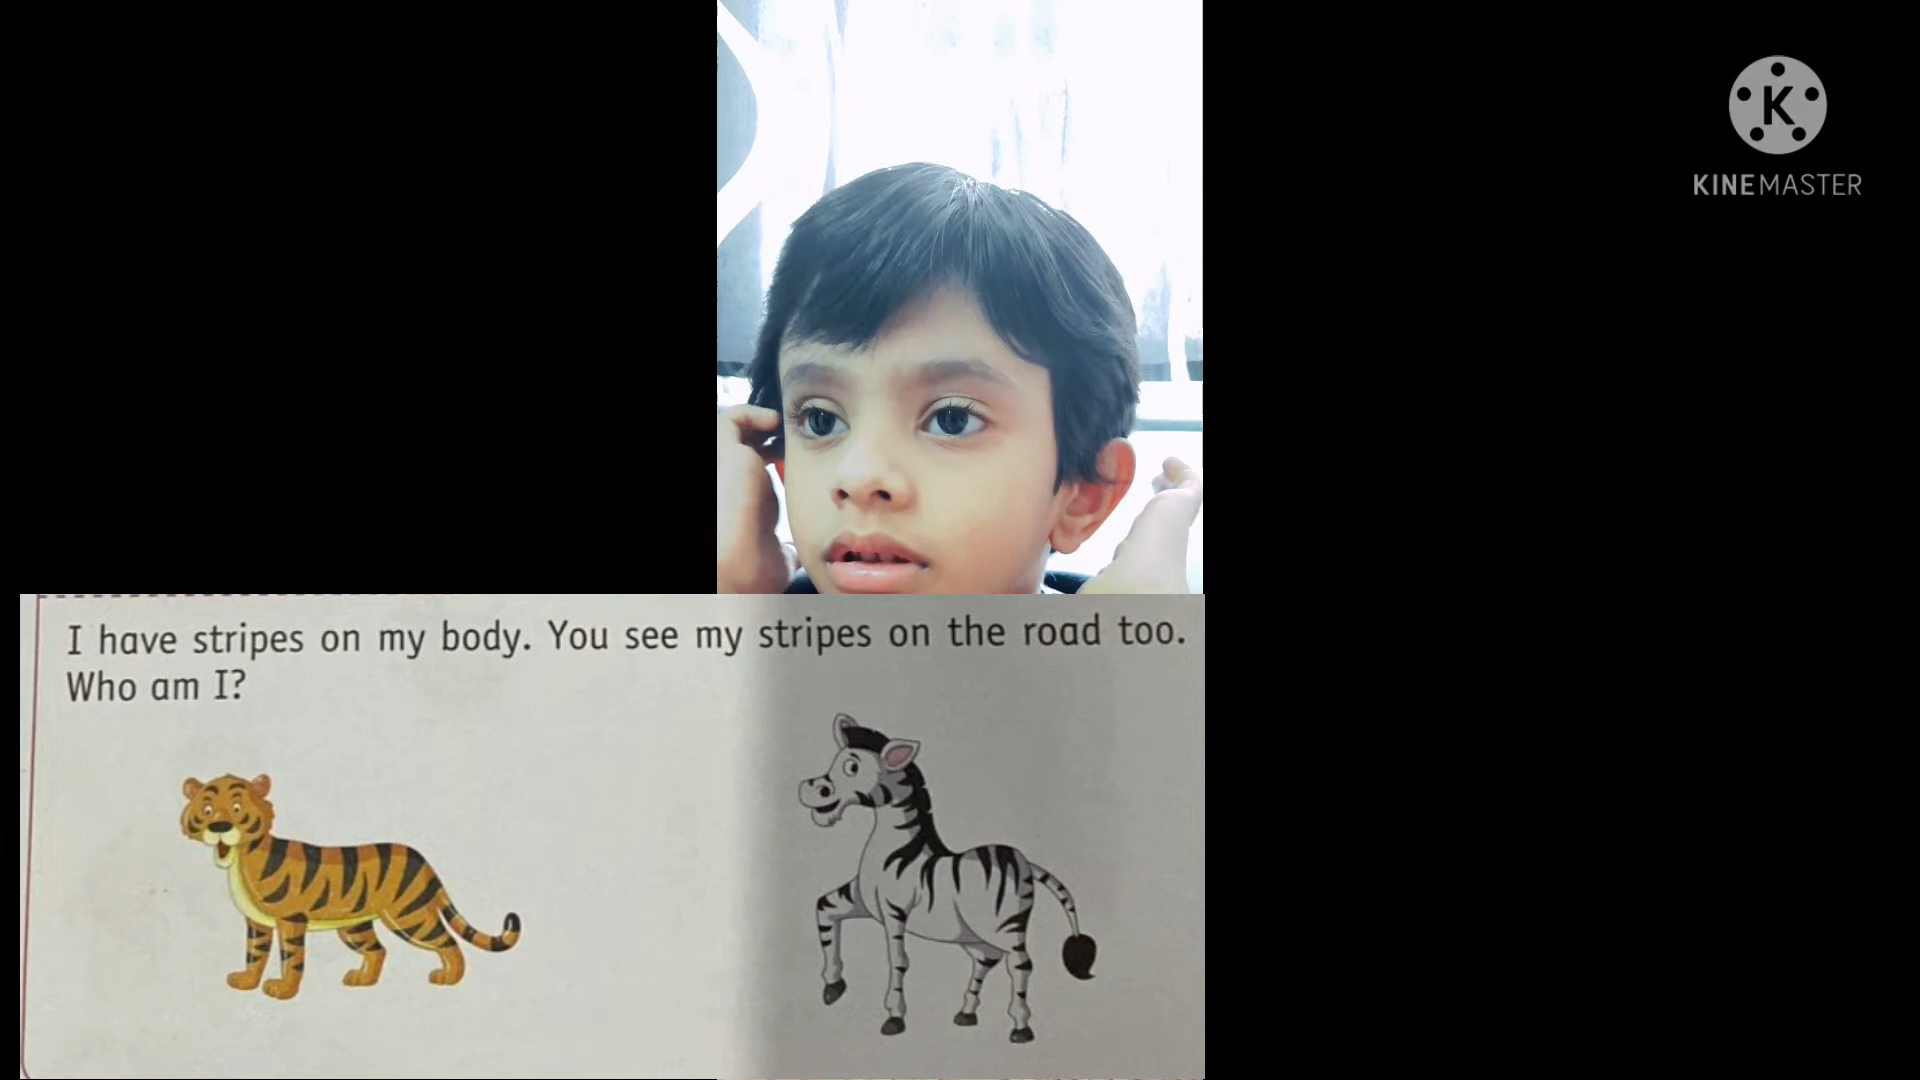 K
KINEMASTER
I have stripes on my body. You see my stripes on the road too.
Who am I?